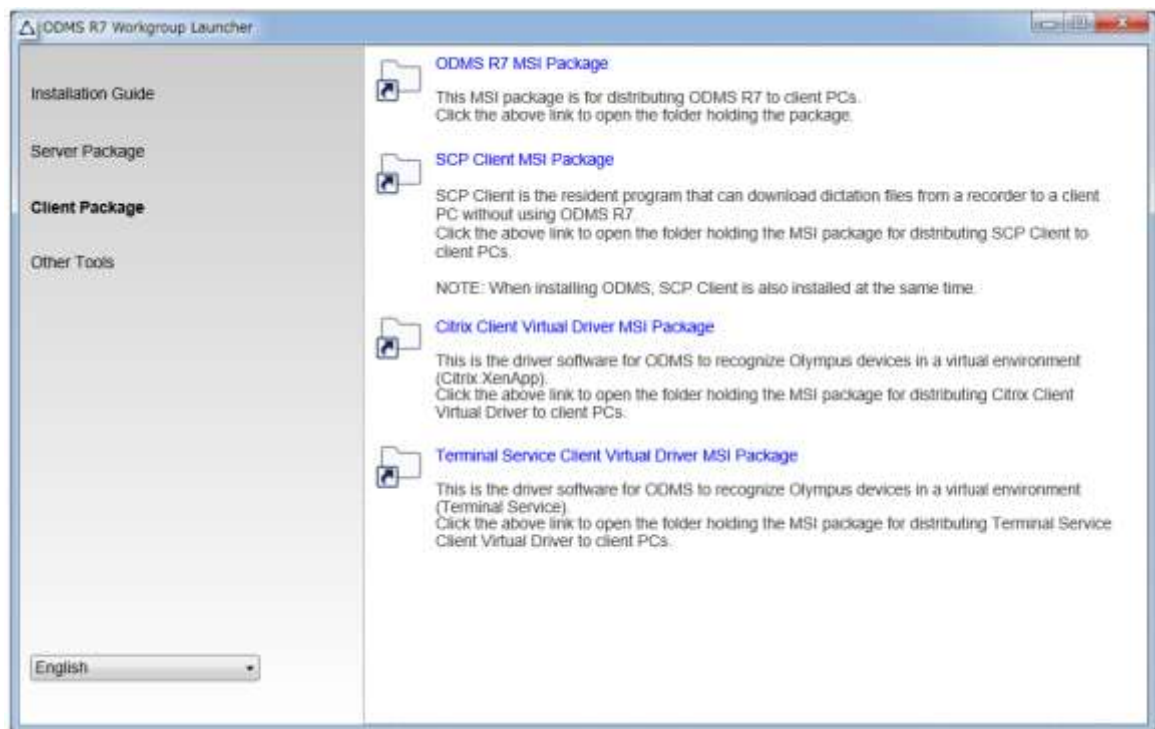 ODMS R7 Workgroup Launcher
Installation Guide
Server Package
Client Package
Other Tools
English
ODMS R7 MSI Package
This MSI package is for distributing ODMS R7 to client PCs.
Click the above link to open the folder holding the package.
SCP Client MSI Package
SCP Client is the resident program that can download dictation files from a recorder to a client
PC without using ODMS R7.
Click the above link to open the folder holding the MSI package for distributing SCP Client to
client PCs.
NOTE: When installing ODMS, SCP Client is also installed at the same time.
Citrix Client Virtual Driver MSI Package
This is the driver software for ODMS to recognize Olympus devices in a virtual environment
(Citrix XenApp).
Click the above link to open the folder holding the MSI package for distributing Citrix Client
Virtual Driver to client PCs.
Terminal Service Client Virtual Driver MSI Package
This is the driver software for ODMS to recognize Olympus devices in a virtual environment
(Terminal Service).
Click the above link to open the folder holding the MSI package for distributing Terminal Service
Client Virtual Driver to client PCs.